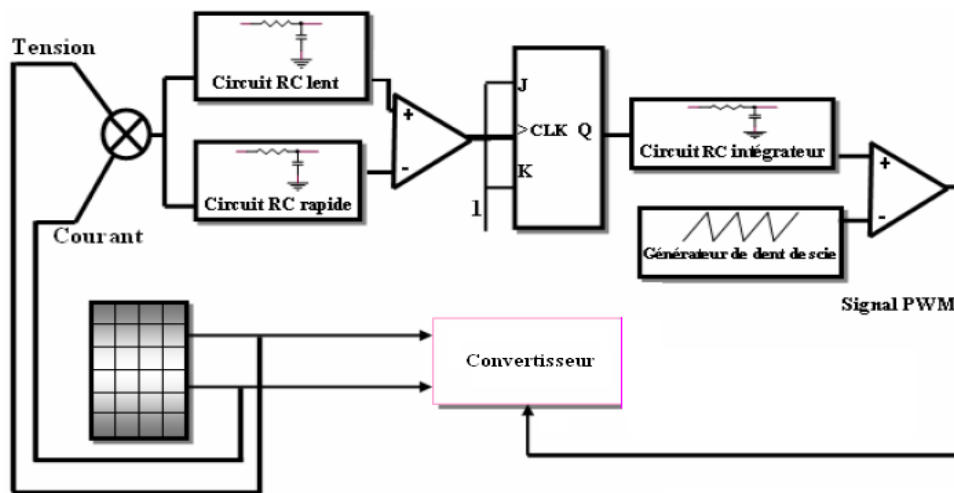 Tension
Circuit RC lent
+
-
J
>CLK Q
K
1
Circuit RC rapide
Courant
Circuit RC intégrateur
+
-
Générateur de dent de scie
Signal PWM
Convertisseur